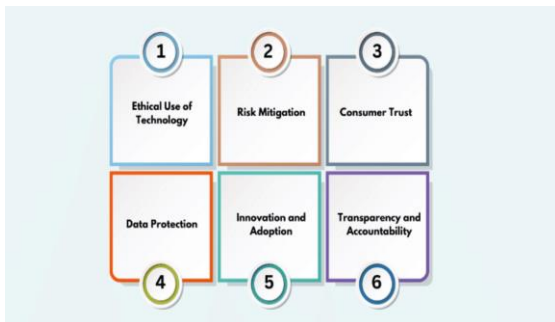 1
2
3
Ethical Use of
Technology
Risk Mitigation
Consumer Trust
Data Protection
Innovation and
Adoption
Transparency and
Accountability
4
5
6